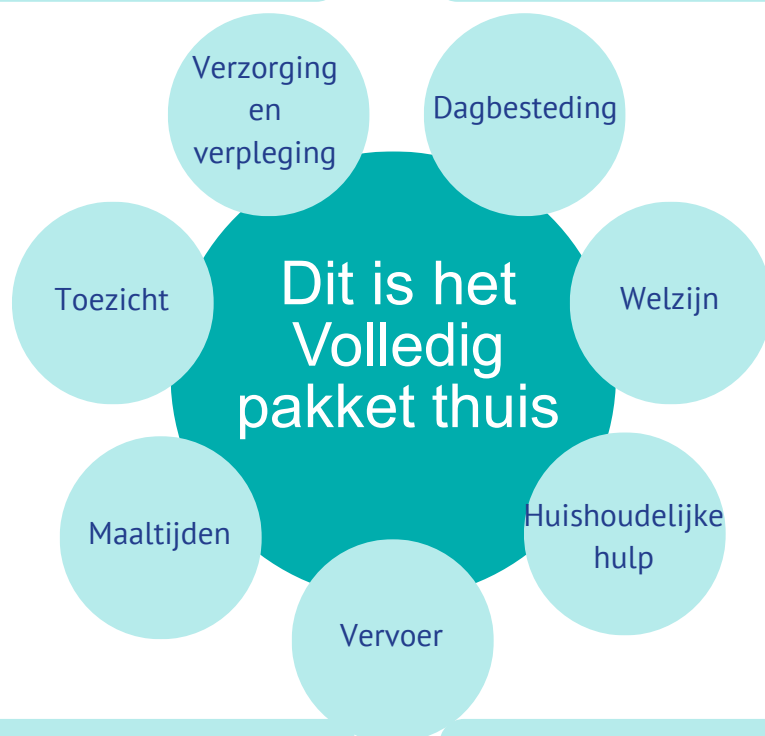 Verzorging
en
verpleging
Dagbesteding
Toezicht
Dit is het
Volledig
pakket thuis
Welzijn
Maaltijden
Huishoudelijke
hulp
Vervoer